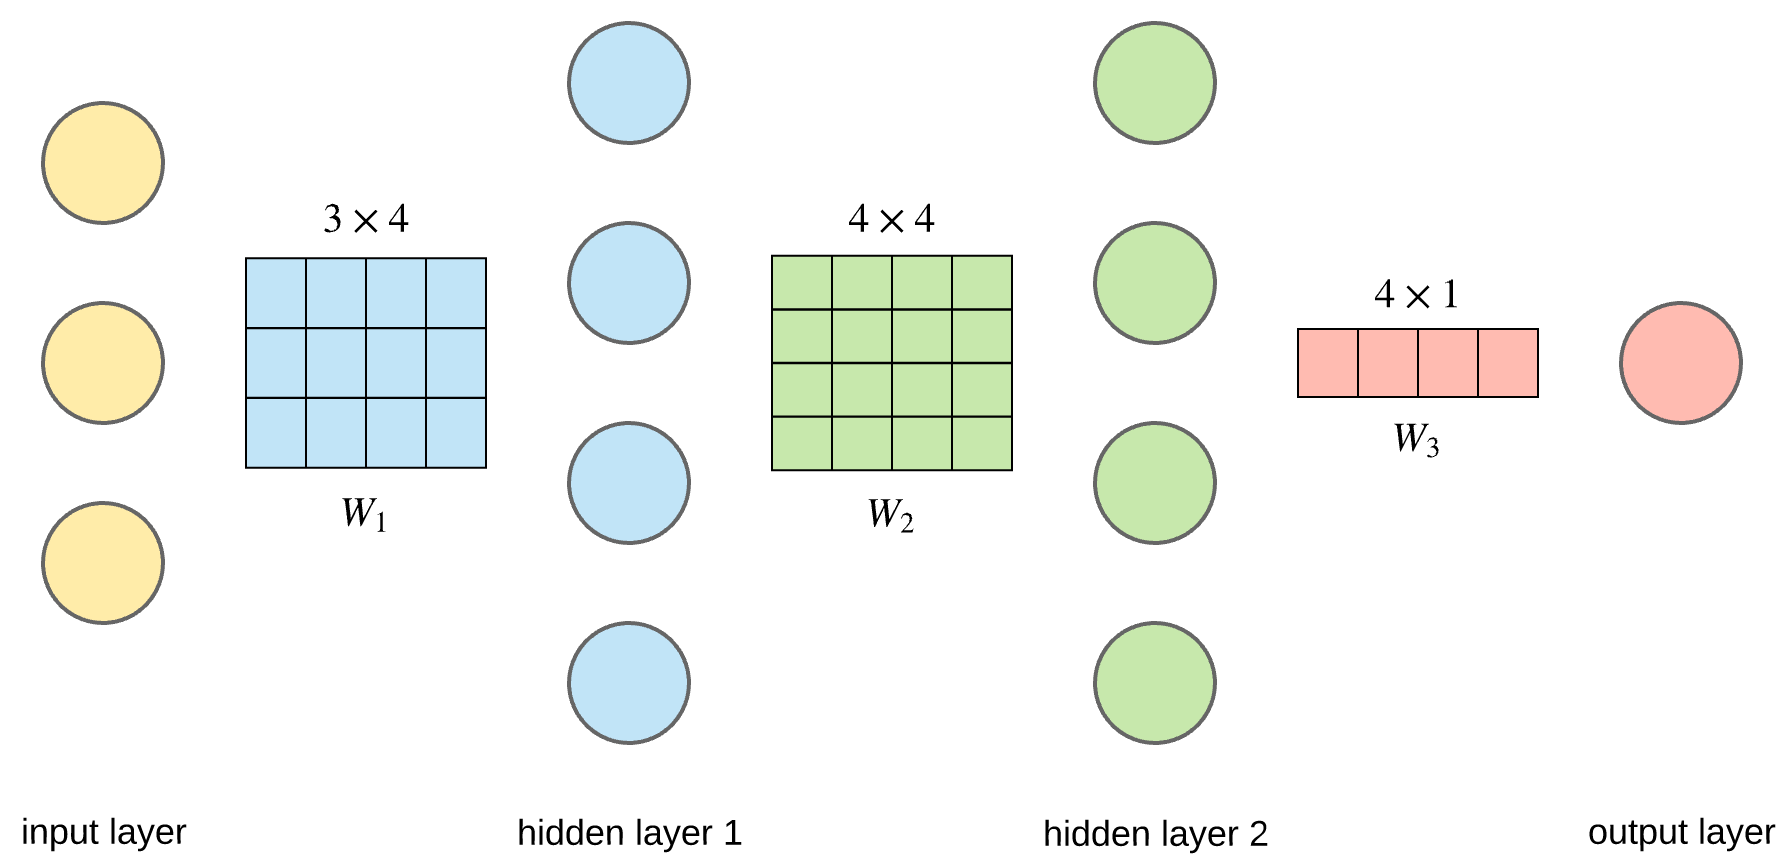 3 × 4
W₁
4 × 4
W₂
4 × 1
W₃
input layer
hidden layer 1
hidden layer 2
output layer